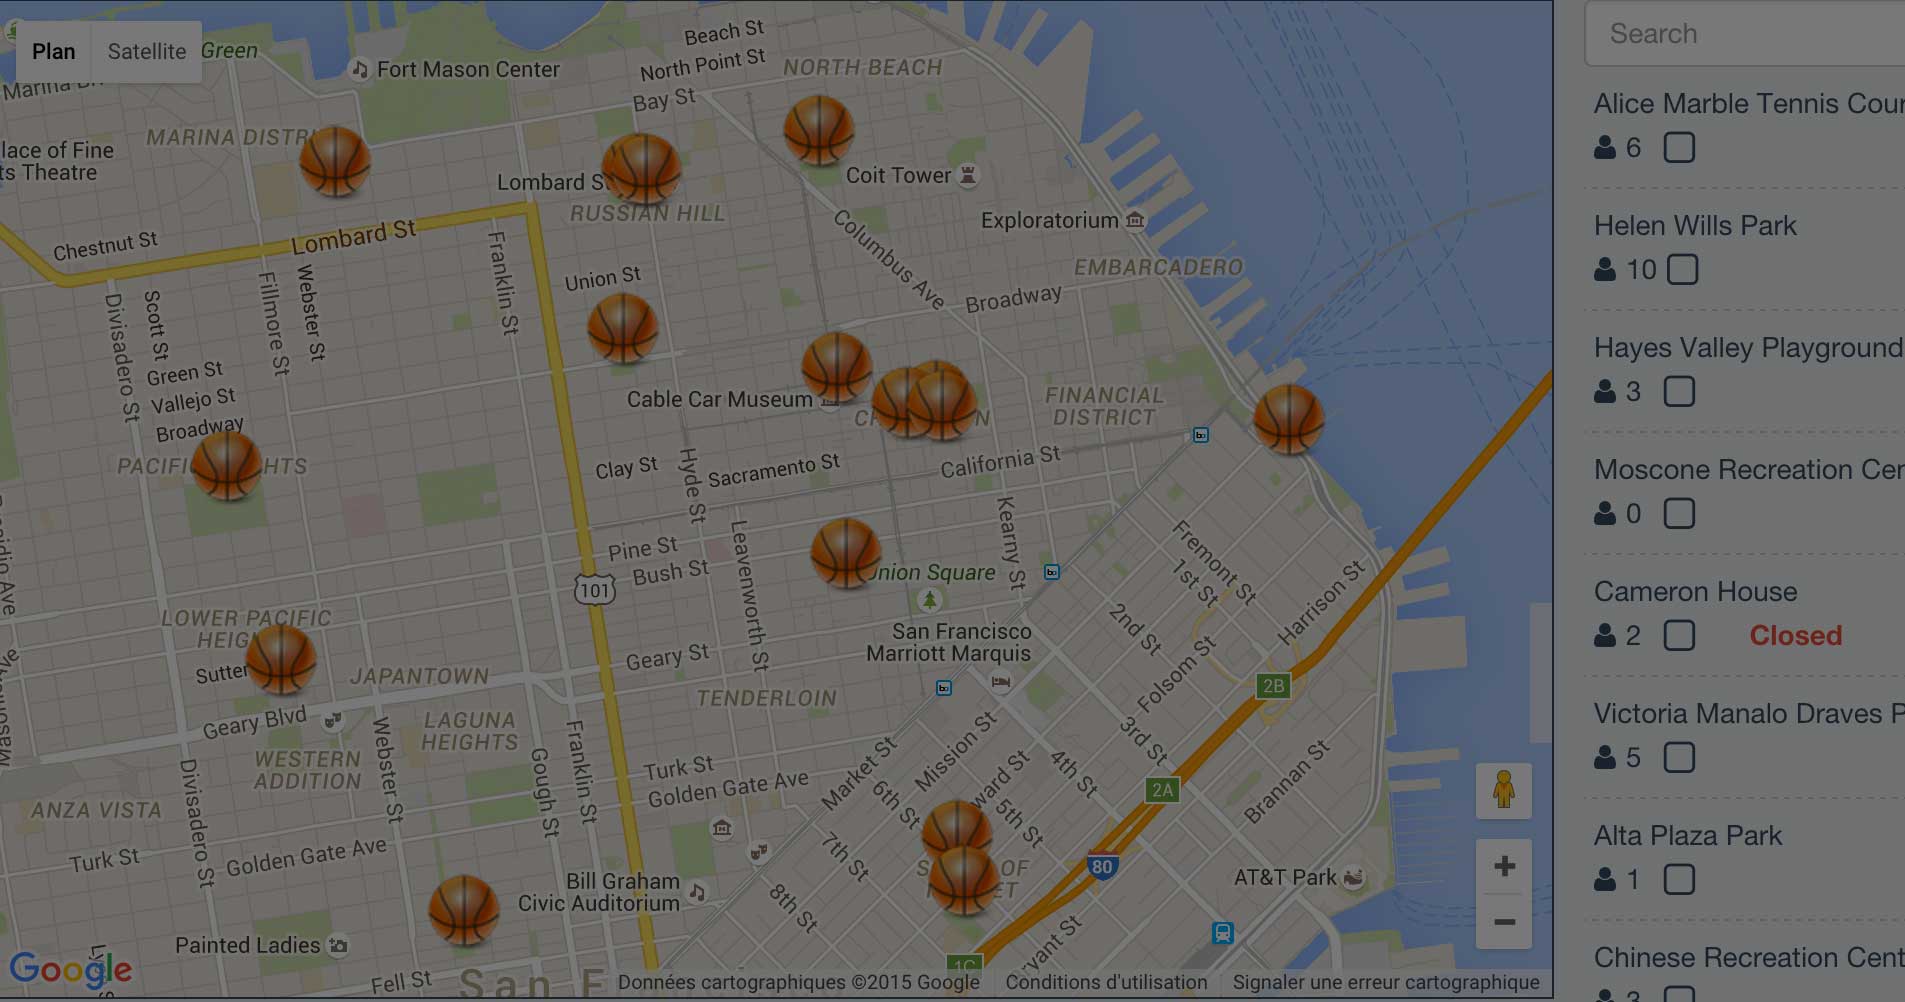 Plan
Satellite
Green
Fort Mason Center
Beach St
North Point St
Bay St
NORTH BEACH
MARINA DISTRI
lace of Fine
ts Theatre
Lombard S
RUSSIAN HILL
Coit Tower
Exploratorium
EMBARCADERO
Chestnut St
Lombard St
Columbus Ave
Broadway
Union St
Franklin St
Fillmore St
Webster St
Scott St
Divisadero St
Green St
Vallejo St
Broadway
Cable Car Museum
FINANCIAL
DISTRICT
PACIFI
HTS
Clay St
Sacramento St
California St
Hyde St
Leavenworth St
Kearny St
Pine St
Bush St
101
Union Square
Fremont St
1st St
2nd St
Harrison St
Folsom St
San Francisco
Marriott Marquis
LOWER PACIFIC
HEIG
Sutter
JAPANTOWN
Geary St
TENDERLOIN
2B
Geary Blvd
LAGUNA
HEIGHTS
WESTERN
ADDITION
Webster St
Gough St
Franklin St
Divisadero St
ANZA VISTA
Turk St
Golden Gate Ave
Market St
Mission St
ward St
3rd St
4th St
5th St
6th St
7th St
8th St
2A
80
Brannan St
AT&T Park
Turk St
Golden Gate Ave
Bill Graham
Civic Auditorium
Painted Ladies
Fell St
San F
1C
ryant St
Google
Données cartographiques ©2015 Google
Conditions d'utilisation
Signaler une erreur cartographique
Search
Alice Marble Tennis Cour
6
Helen Wills Park
10
Hayes Valley Playground
3
Moscone Recreation Cen
0
Cameron House
2
Closed
Victoria Manalo Draves P
5
Alta Plaza Park
1
Chinese Recreation Cent
3